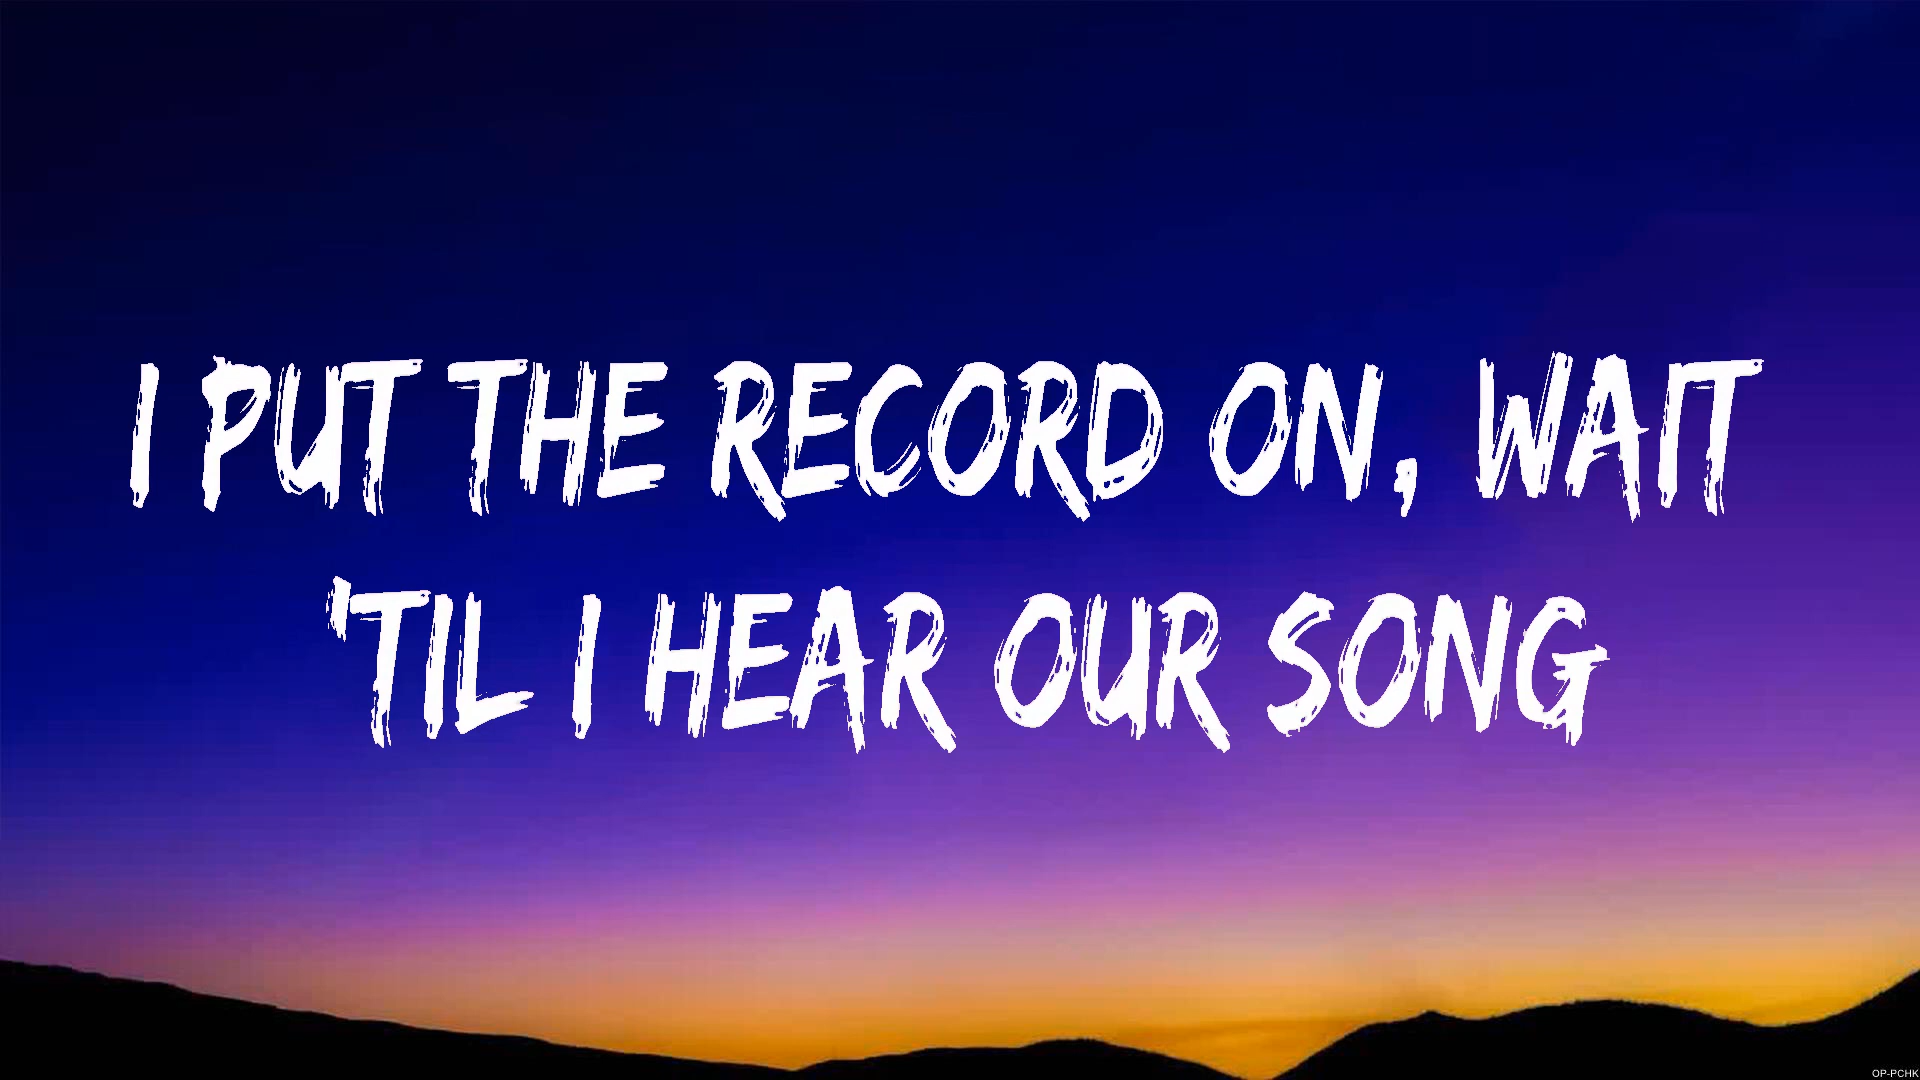 I PUT THE RECORD ON, WAIT
'TIL I HEAR OUR SONG
OP-PCHK